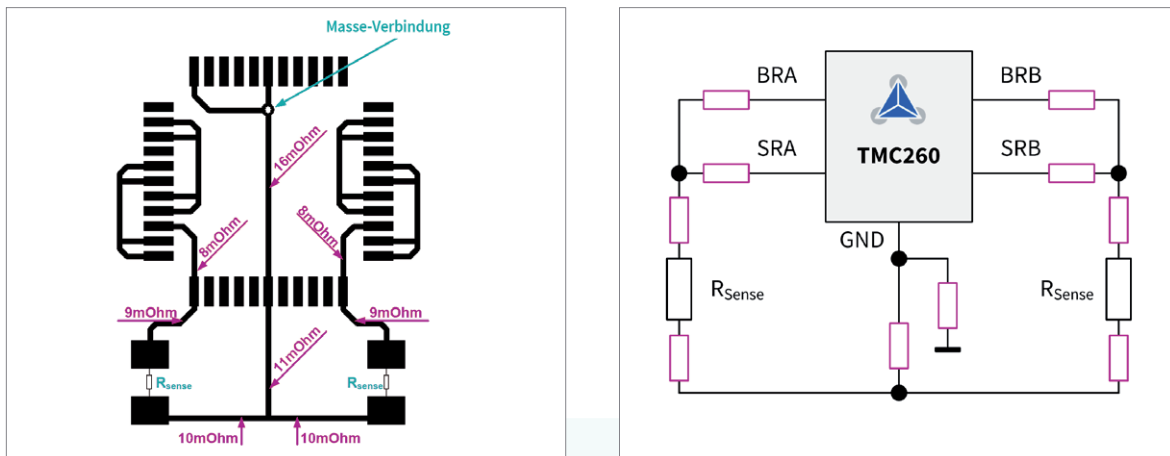 Masse-Verbindung
16mOhm
8mOhm
8mOhm
9mOhm
9mOhm
11mOhm
Rsense
Rsense
10mOhm
10mOhm
BRA
BRB
SRA
TMC260
SRB
GND
RSense
RSense